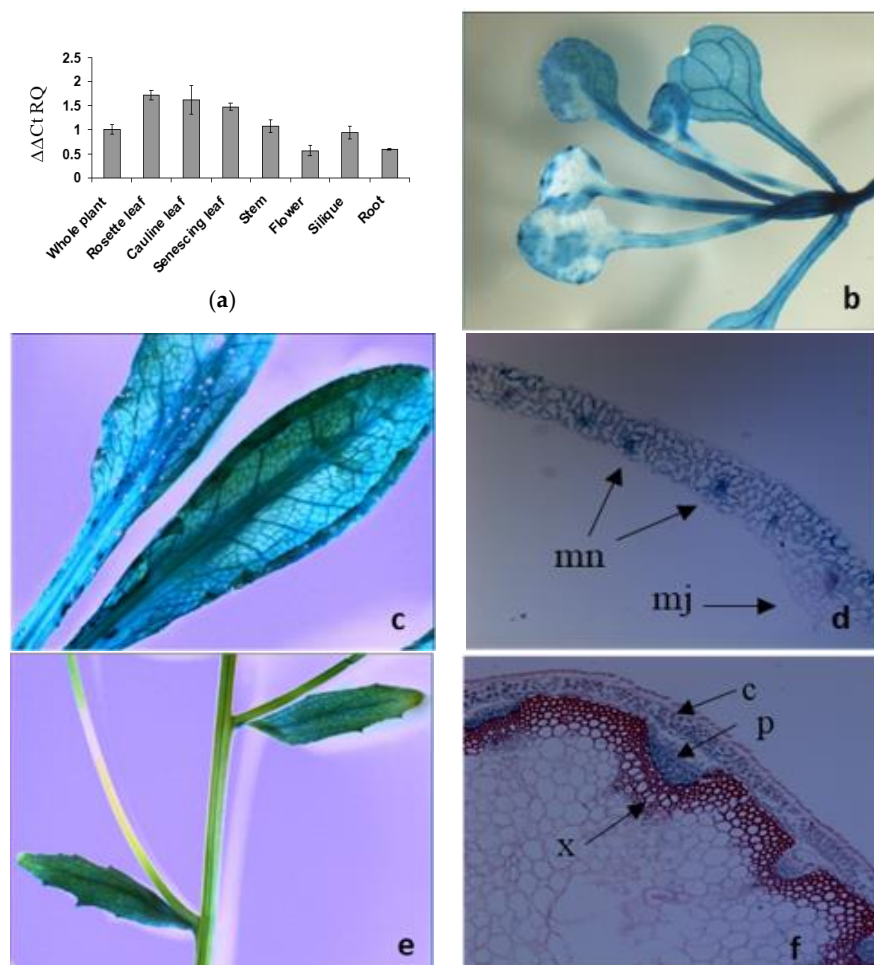 2.5
2
1.5
1
0.5
0
ΔΔCt RQ
Whole plant
Rosette leaf
Cauline leaf
Senescing leaf
Stem
Flower
Silique
Root
(a)
b
c
mn
mj
d
e
c
p
x
f